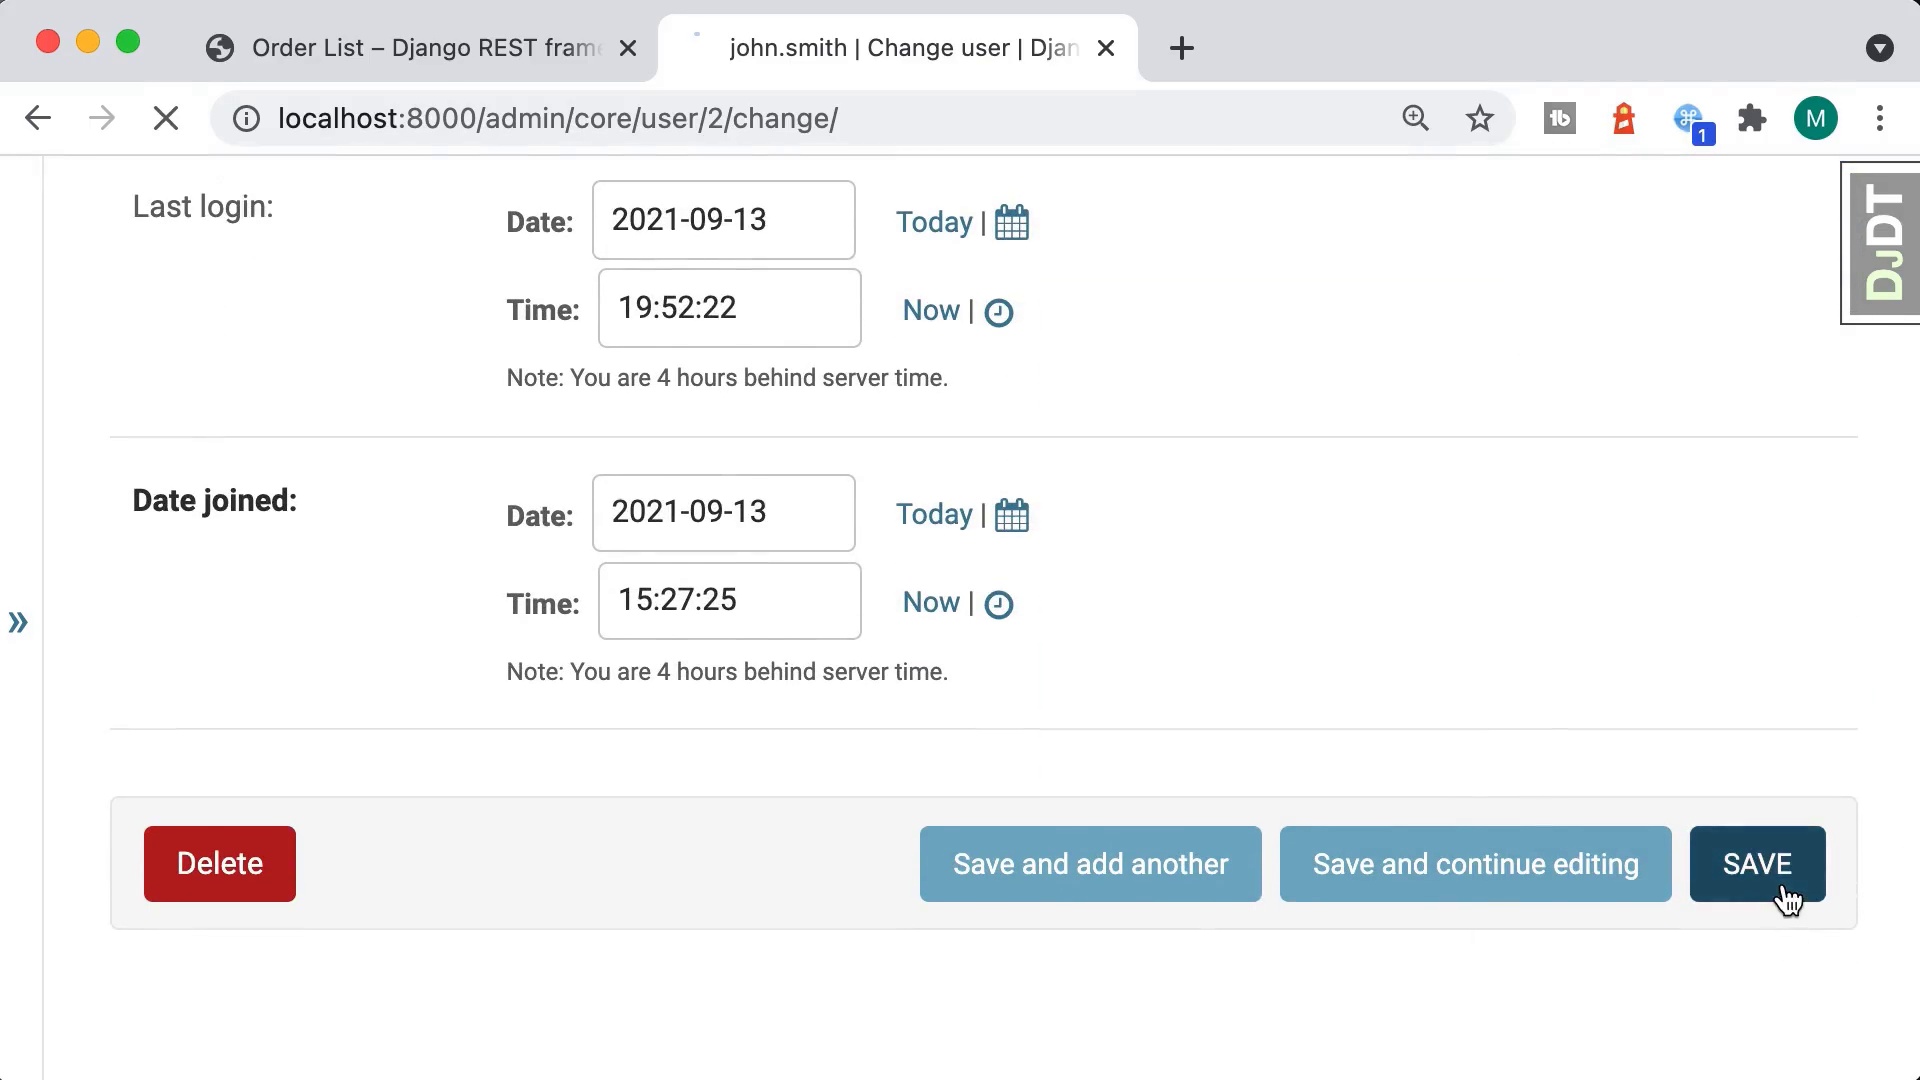 Order List – Django REST frame
john.smith | Change user | Djan
localhost:8000/admin/core/user/2/change/
1
M
DJDT
Last login:
Date: 2021-09-13 Today |
Time: 19:52:22 Now |
Note: You are 4 hours behind server time.
Date joined:
Date: 2021-09-13 Today |
Time: 15:27:25 Now |
Note: You are 4 hours behind server time.
»
Delete Save and add another Save and continue editing SAVE